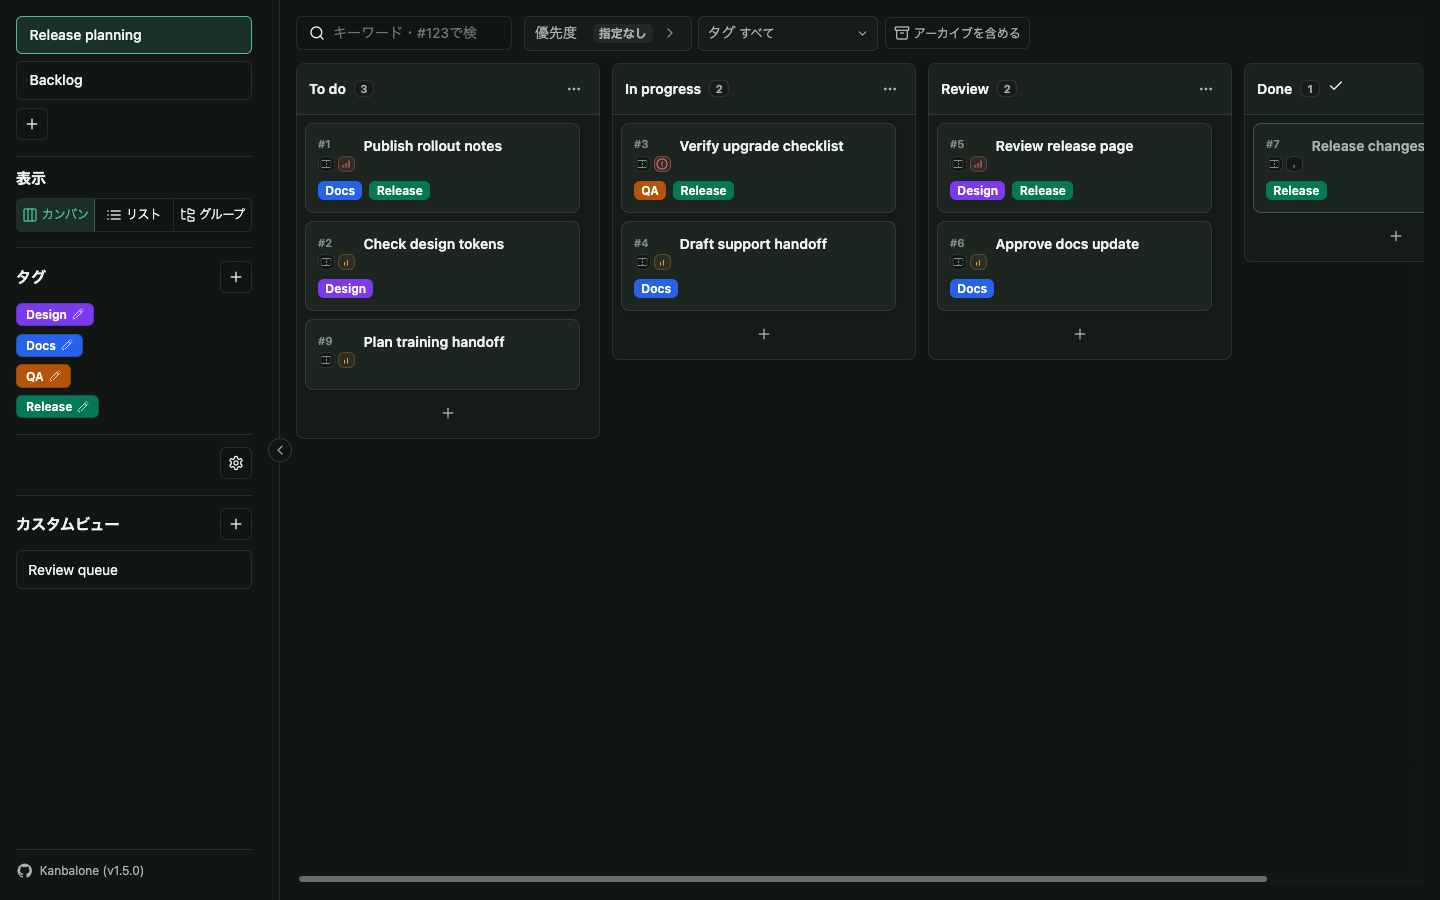 Release planning
Backlog
表示
カンバン
リスト
グループ
タグ
Design
Docs
QA
Release
カスタムビュー
Review queue
Kanbalone (v1.5.0)
キーワード・#123で検
優先度 指定なし
タグ すべて
アーカイブを含める
To do 3
#1 Publish rollout notes
Docs Release
#2 Check design tokens
Design
#9 Plan training handoff
In progress 2
#3 Verify upgrade checklist
QA Release
#4 Draft support handoff
Docs
Review 2
#5 Review release page
Design Release
#6 Approve docs update
Docs
Done 1
#7 Release changes
Release